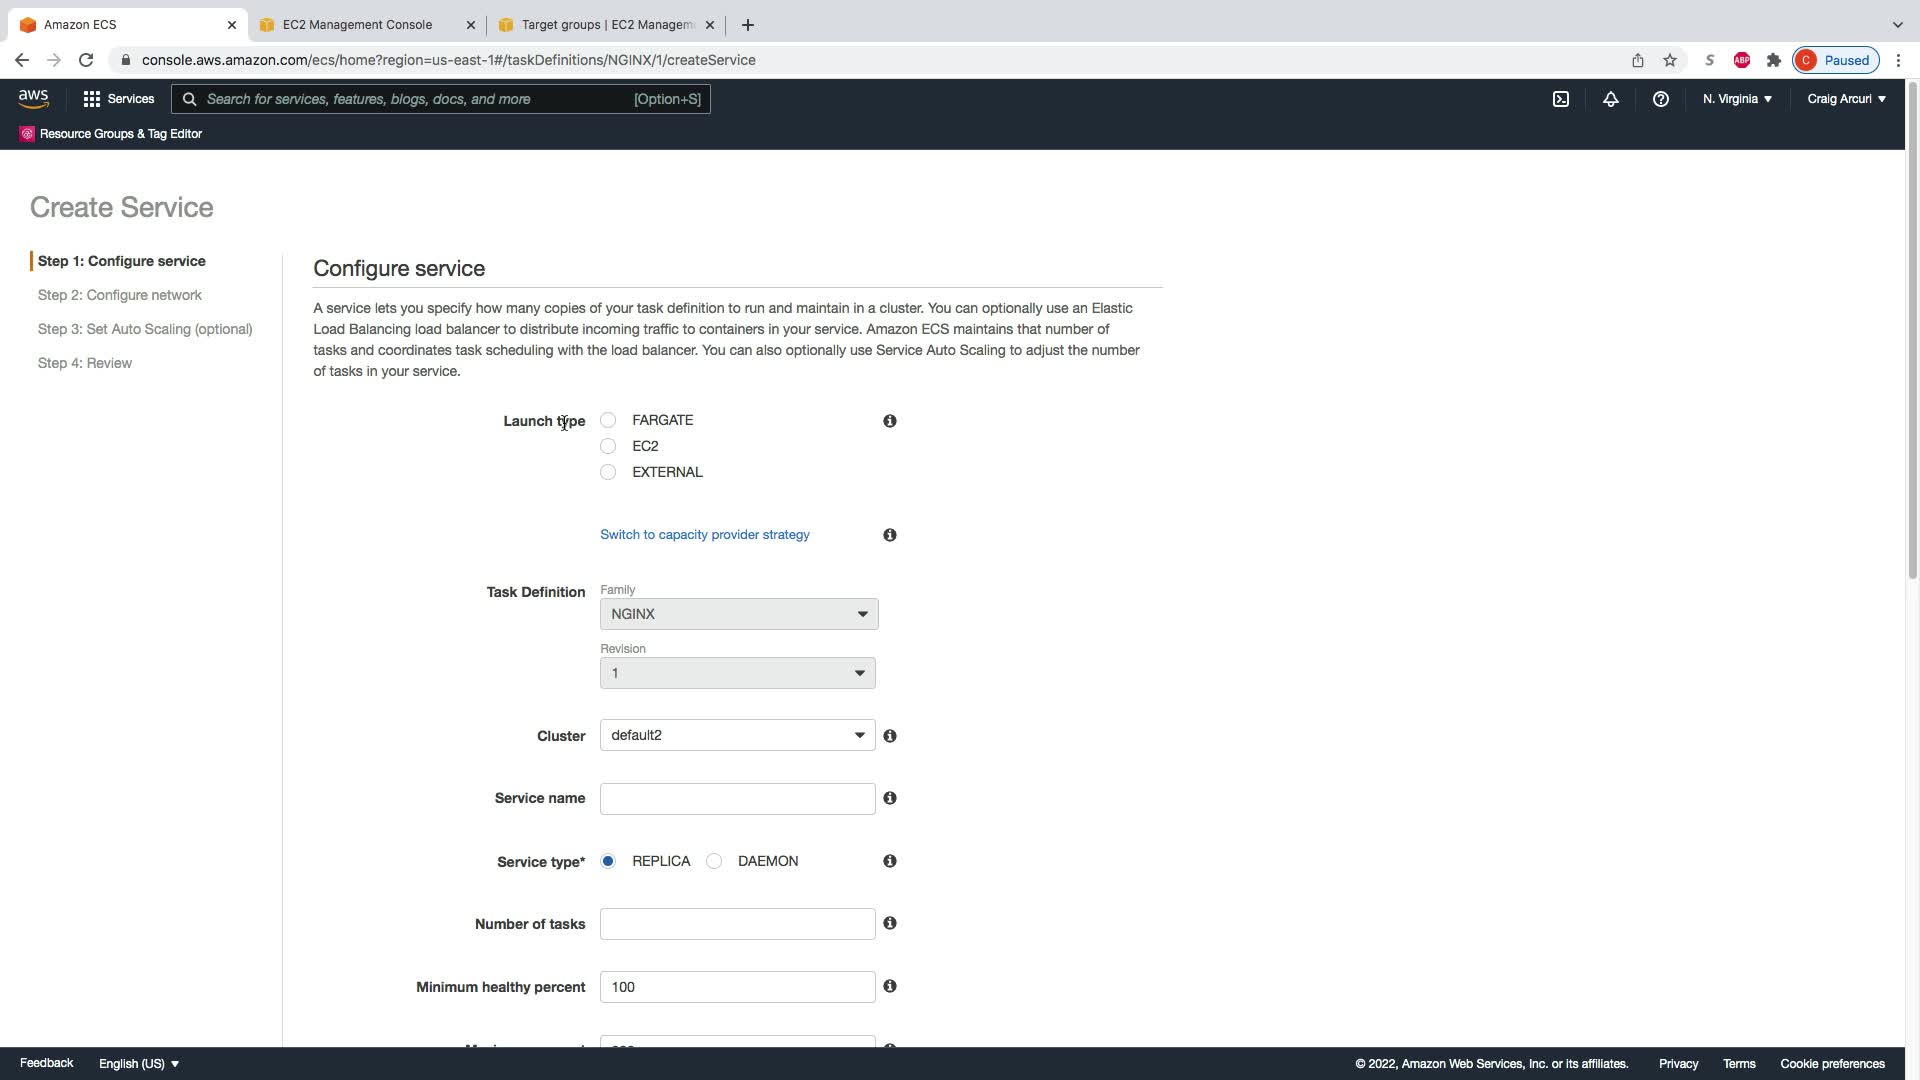 Amazon ECS
EC2 Management Console
Target groups | EC2 Managem
console.aws.amazon.com/ecs/home?region=us-east-1#/taskDefinitions/NGINX/1/createService
S
ABP
C Paused
aws
Services
Search for services, features, blogs, docs, and more [Option+S]
N. Virginia
Craig Arcuri
Resource Groups & Tag Editor
Create Service
Step 1: Configure service
Step 2: Configure network
Step 3: Set Auto Scaling (optional)
Step 4: Review
Configure service
A service lets you specify how many copies of your task definition to run and maintain in a cluster. You can optionally use an Elastic
Load Balancing load balancer to distribute incoming traffic to containers in your service. Amazon ECS maintains that number of
tasks and coordinates task scheduling with the load balancer. You can also optionally use Service Auto Scaling to adjust the number
of tasks in your service.
Launch type
FARGATE
EC2
EXTERNAL
Switch to capacity provider strategy
Task Definition
Family
NGINX
Revision
1
Cluster
default2
Service name
Service type*
REPLICA
DAEMON
Number of tasks
Minimum healthy percent
100
Feedback
English (US)
© 2022, Amazon Web Services, Inc. or its affiliates.
Privacy
Terms
Cookie preferences